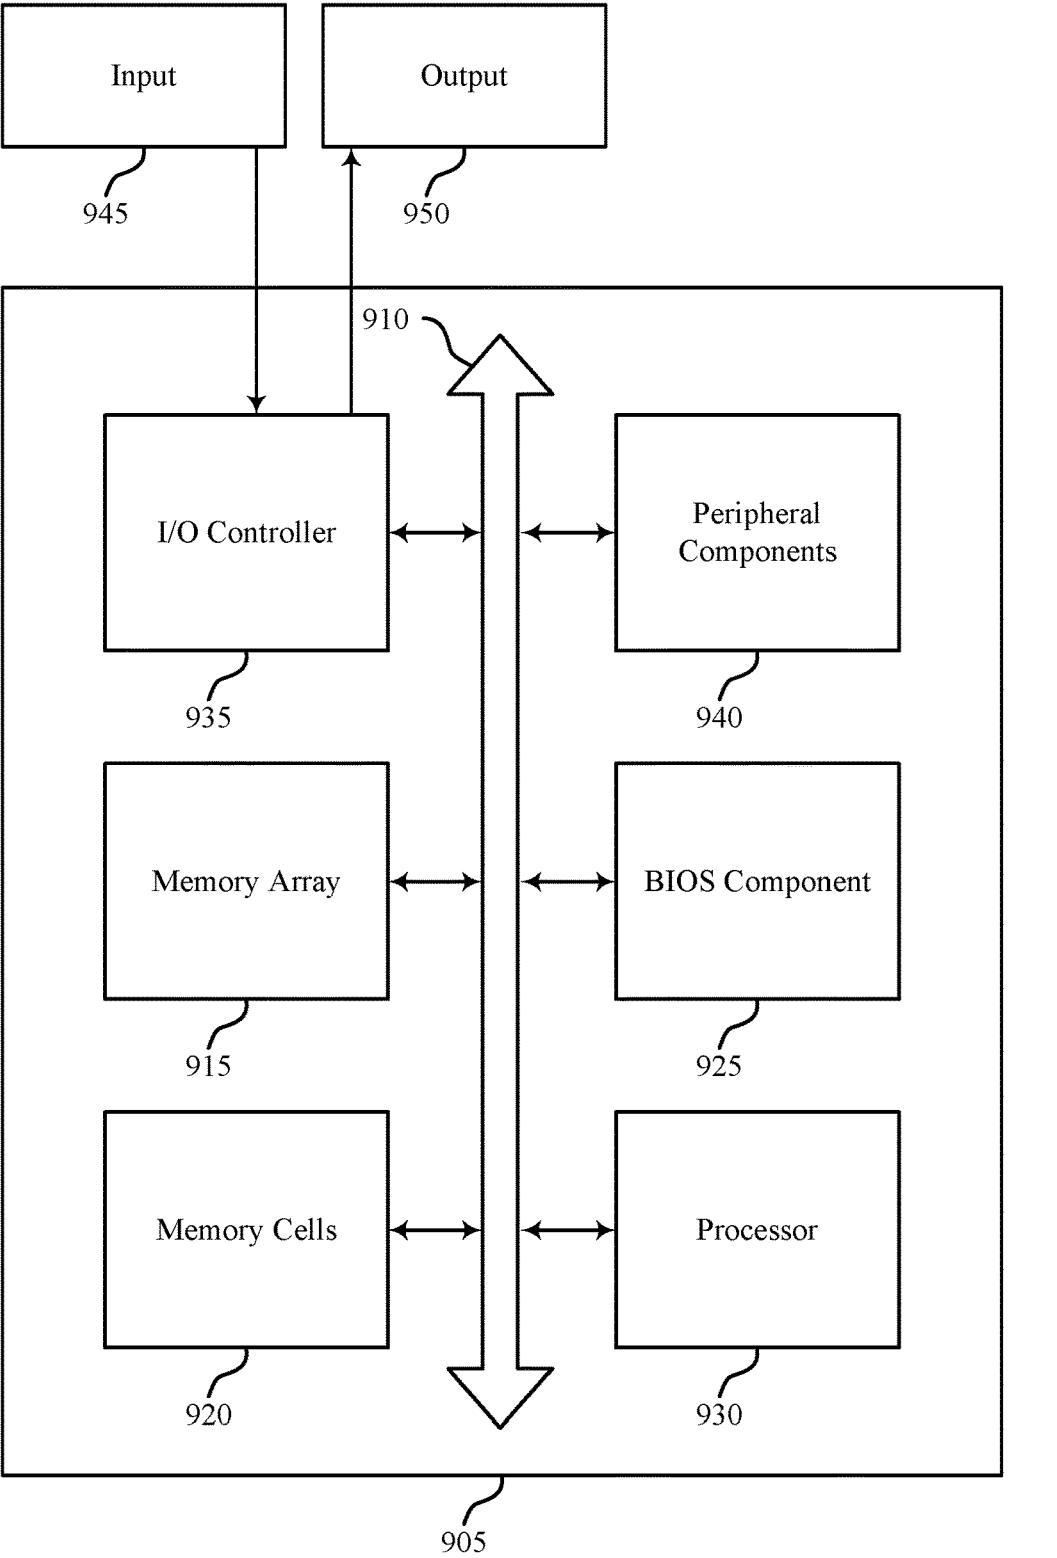 Input
Output
945
950
910
I/O Controller
Peripheral
Components
935
940
Memory Array
BIOS Component
915
925
Memory Cells
Processor
920
930
905